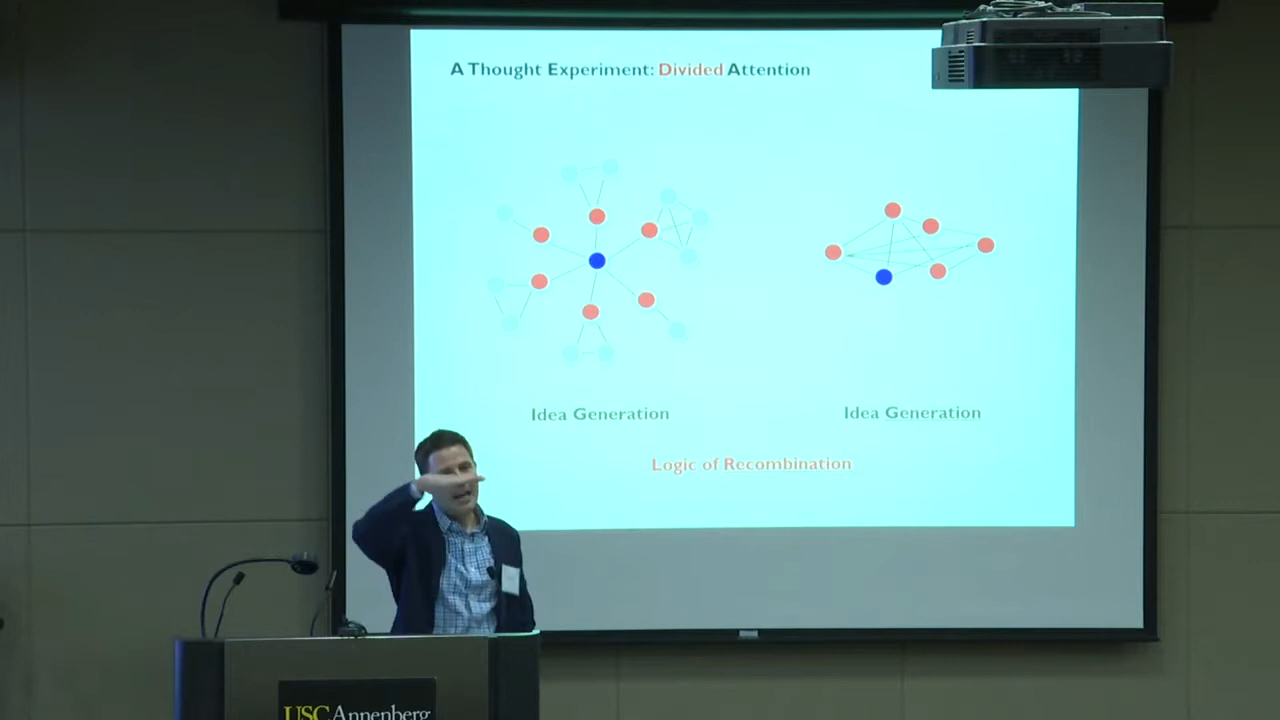 A Thought Experiment: Divided Attention
Idea Generation
Idea Generation
Logic of Recombination
USC Annenberg